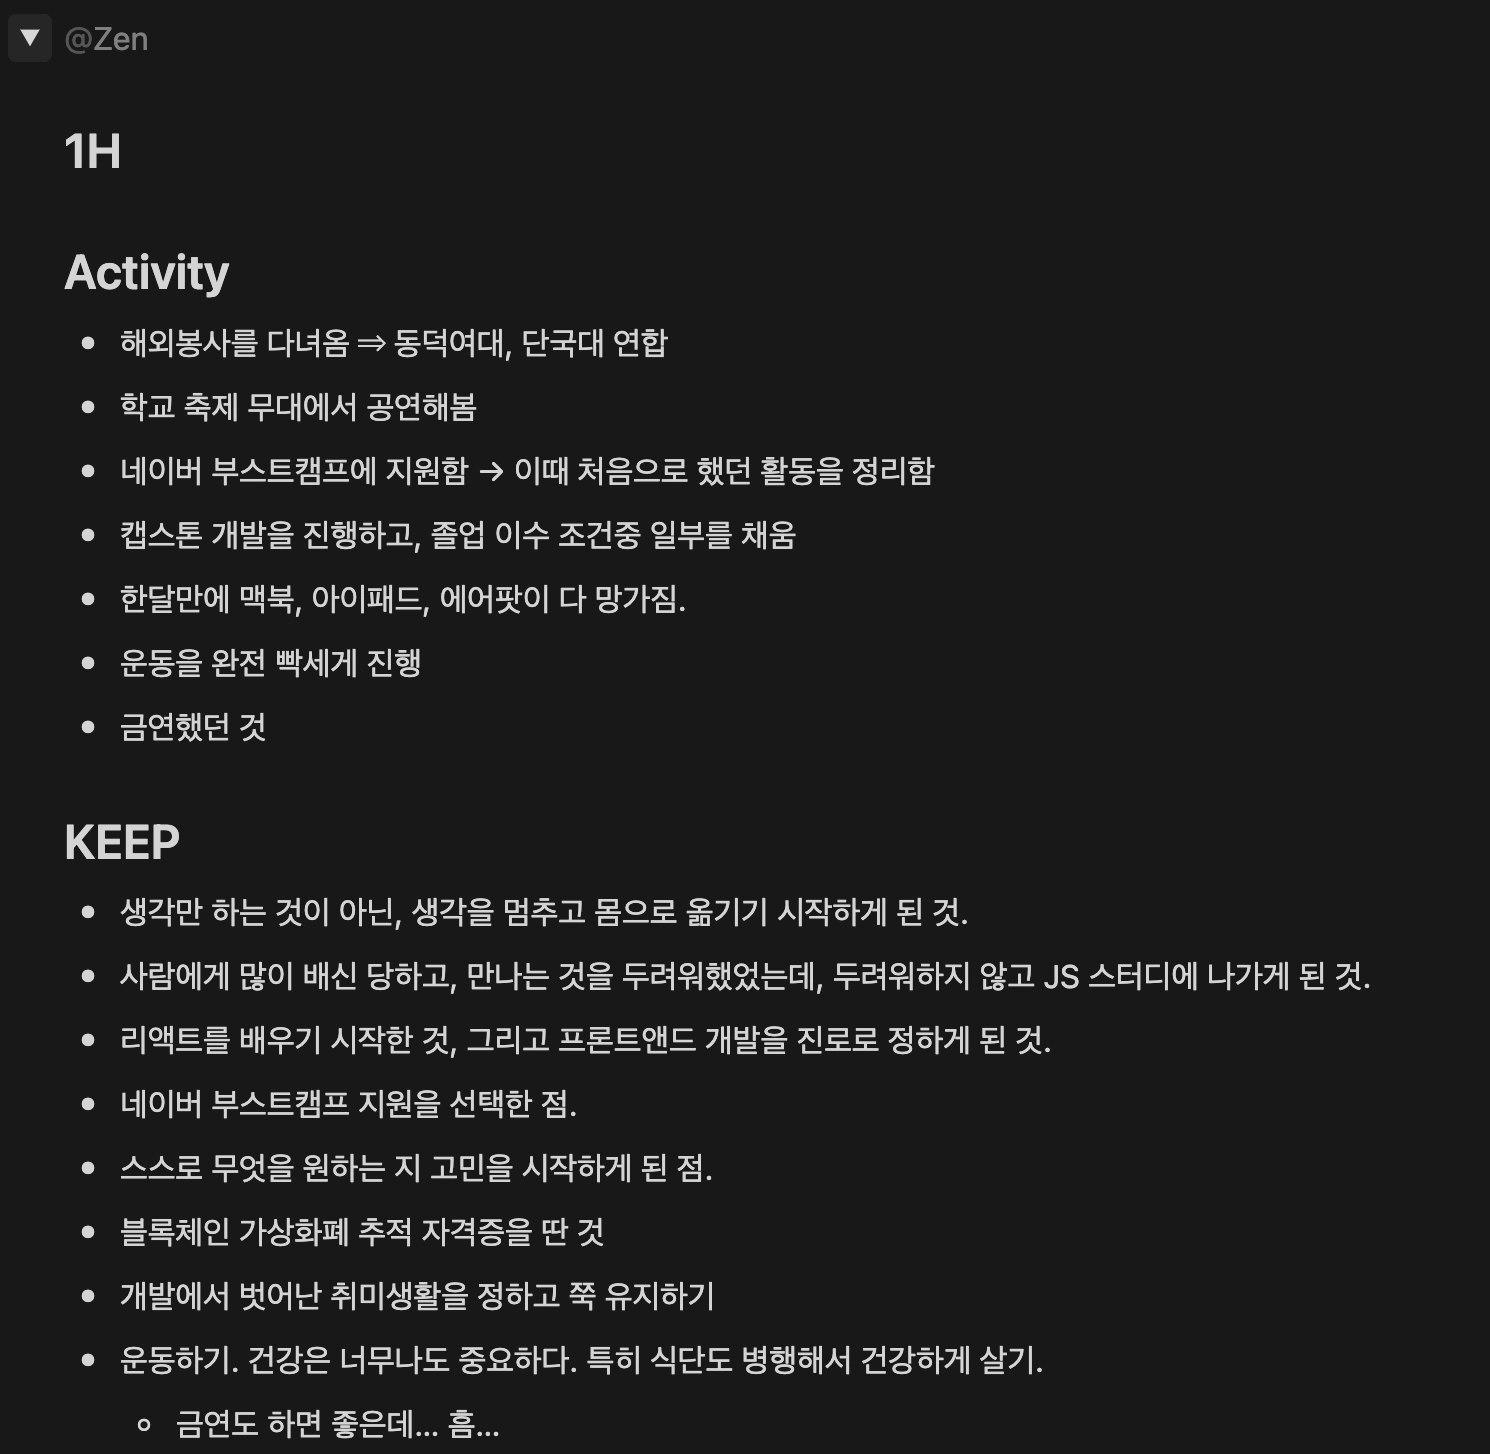 @Zen
1H
Activity
해외봉사를 다녀옴 ⇒ 동덕여대, 단국대 연합
학교 축제 무대에서 공연해봄
네이버 부스트캠프에 지원함 → 이때 처음으로 했던 활동을 정리함
캡스톤 개발을 진행하고, 졸업 이수 조건중 일부를 채움
한달만에 맥북, 아이패드, 에어팟이 다 망가짐.
운동을 완전 빡세게 진행
금연했던 것
KEEP
생각만 하는 것이 아닌, 생각을 멈추고 몸으로 옮기기 시작하게 된 것.
사람에게 많이 배신 당하고, 만나는 것을 두려워했었는데, 두려워하지 않고 JS 스터디에 나가게 된 것.
리액트를 배우기 시작한 것, 그리고 프론트앤드 개발을 진로로 정하게 된 것.
네이버 부스트캠프 지원을 선택한 점.
스스로 무엇을 원하는 지 고민을 시작하게 된 점.
블록체인 가상화폐 추적 자격증을 딴 것
개발에서 벗어난 취미생활을 정하고 쭉 유지하기
운동하기. 건강은 너무나도 중요하다. 특히 식단도 병행해서 건강하게 살기.
금연도 하면 좋은데... 흠...